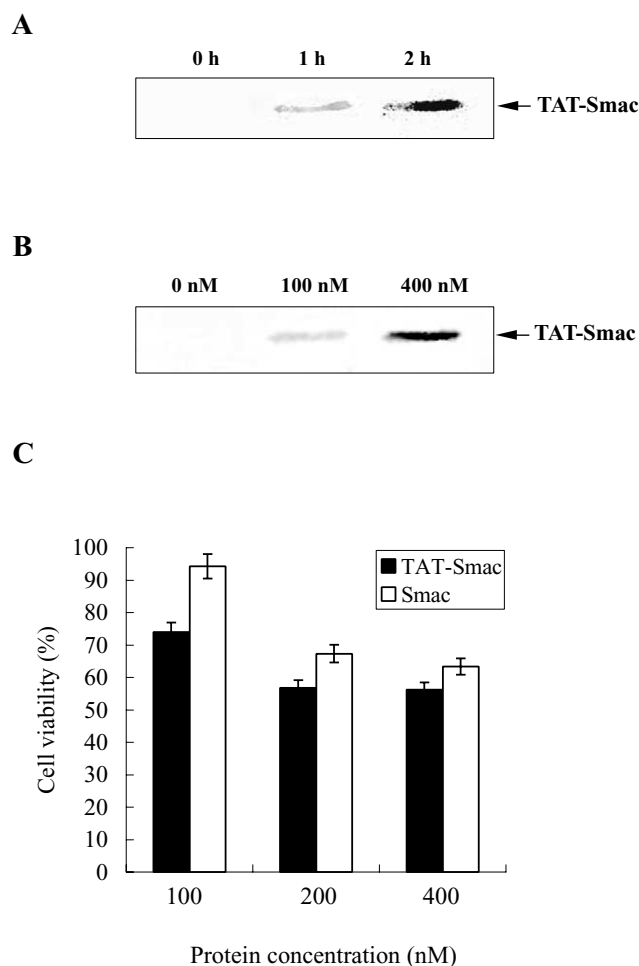 A
0 h 1 h 2 h
TAT-Smac
B
0 nM 100 nM 400 nM
TAT-Smac
C
100
90
80
70
60
50
40
30
20
10
0
Cell viability (%)
TAT-Smac
Smac
100 200 400
Protein concentration (nM)